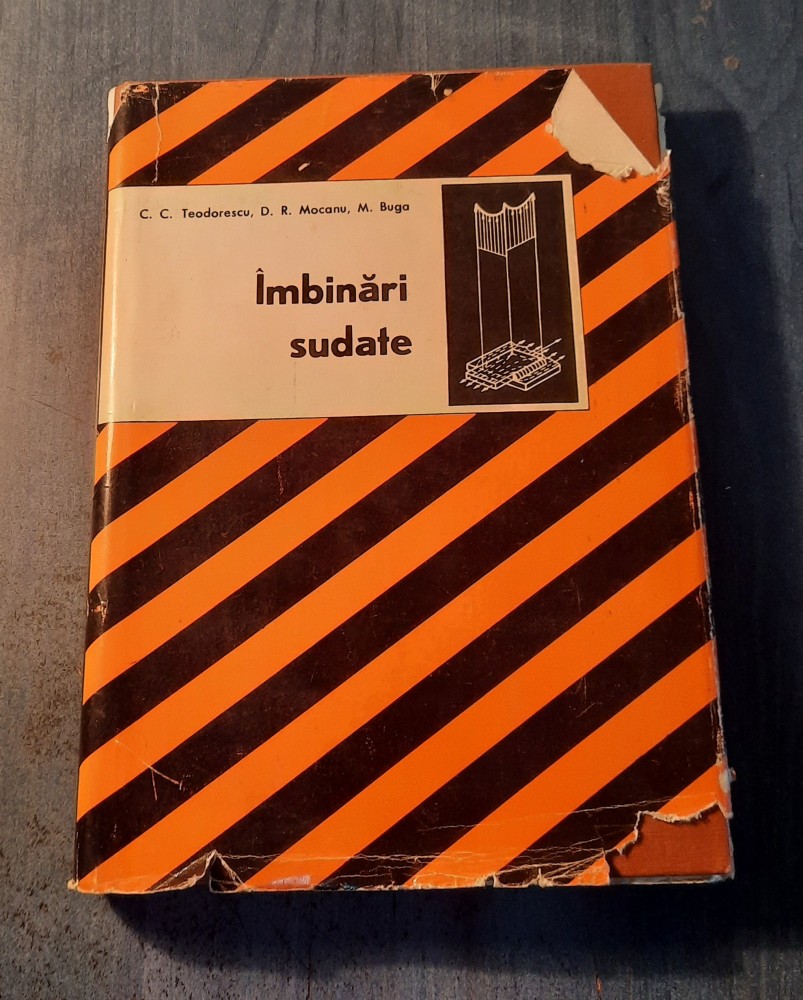 C. C. Teodorescu, D. R. Mocanu, M. Buga
Îmbinări
sudate